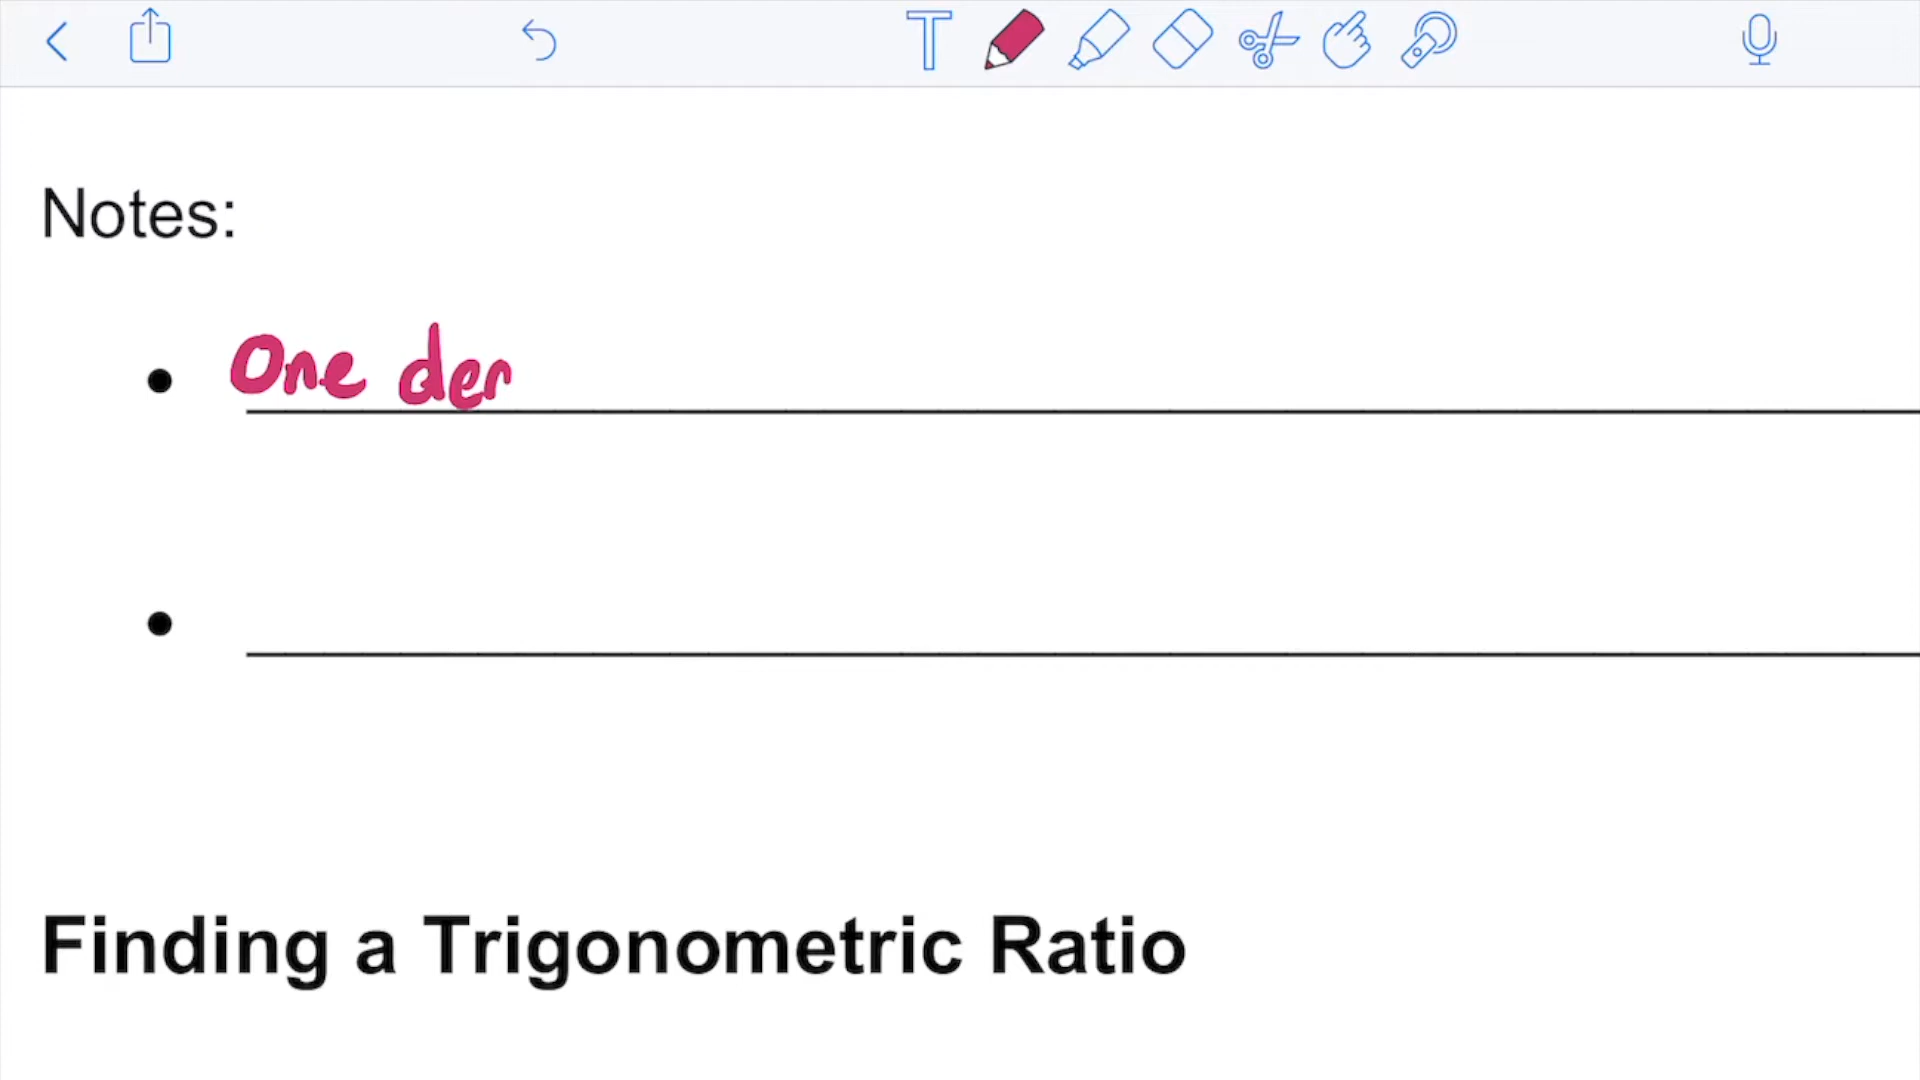 Notes:
• One der
•
Finding a Trigonometric Ratio